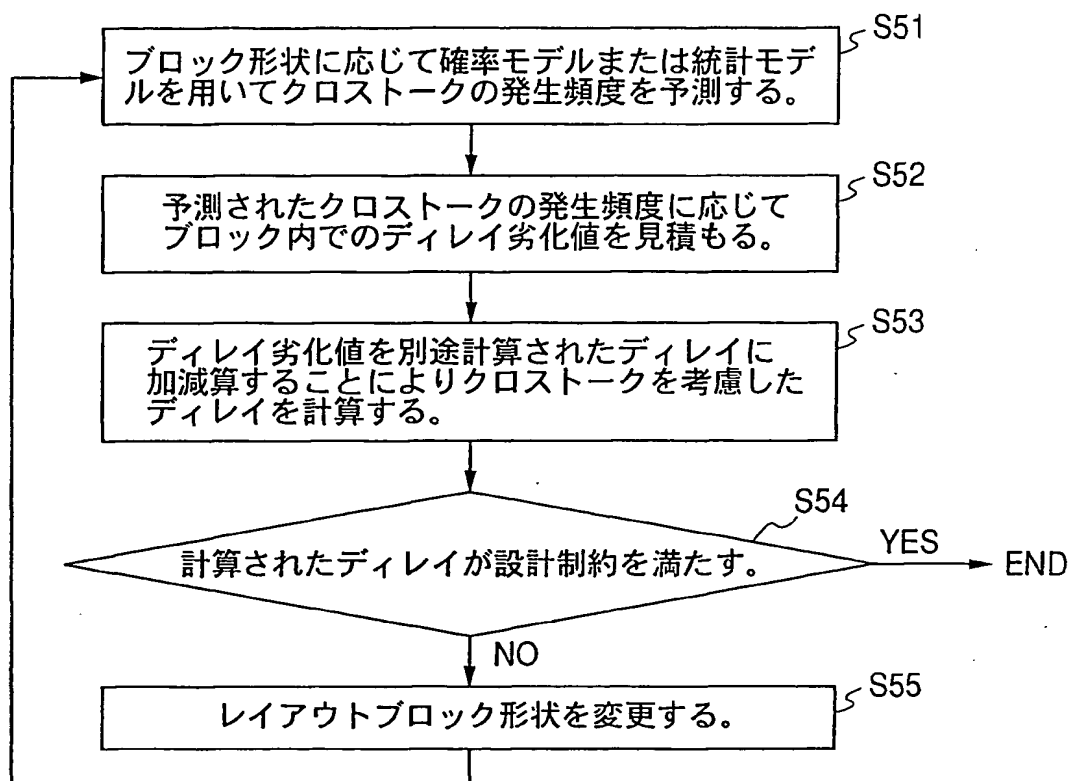 S51
ブロック形状に応じて確率モデルまたは統計モデ
ルを用いてクロストークの発生頻度を予測する。
S52
予測されたクロストークの発生頻度に応じて
ブロック内でのディレイ劣化値を見積もる。
S53
ディレイ劣化値を別途計算されたディレイに
加減算することによりクロストークを考慮した
ディレイを計算する。
S54
計算されたディレイが設計制約を満たす。
YES
END
NO
S55
レイアウトブロック形状を変更する。